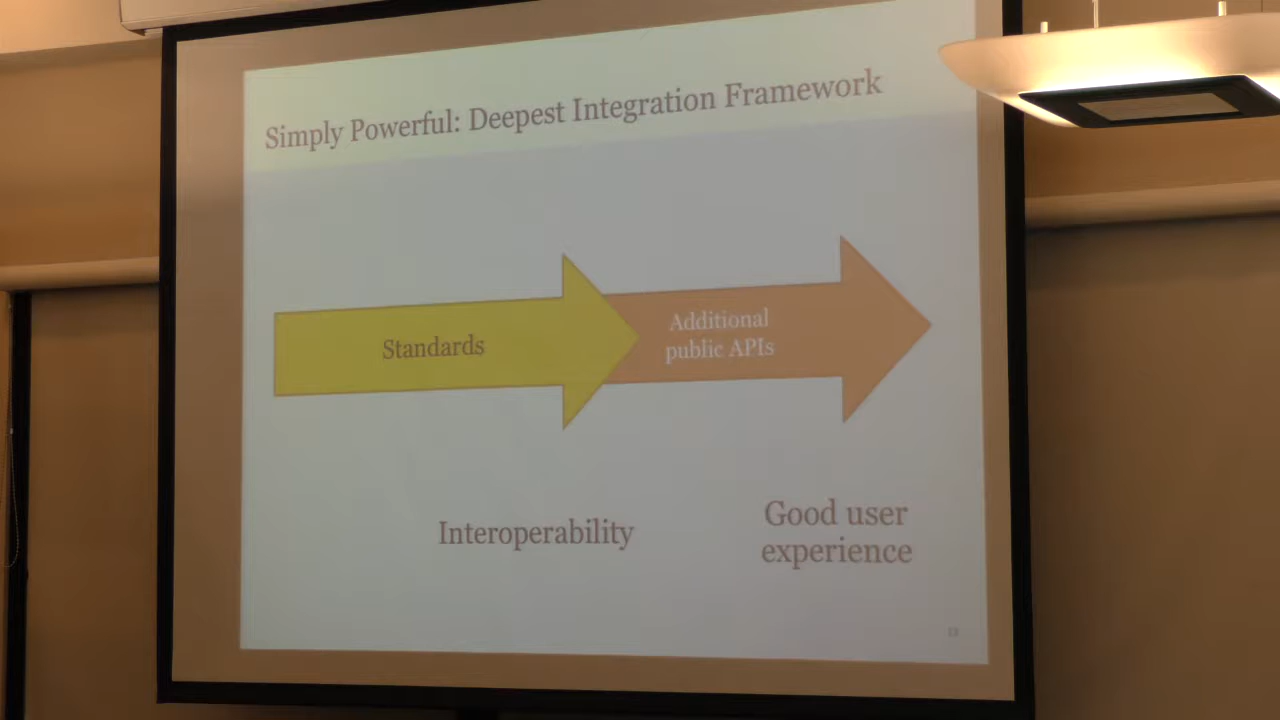 Simply Powerful: Deepest Integration Framework
Standards
Additional
public APIs
Interoperability
Good user
experience